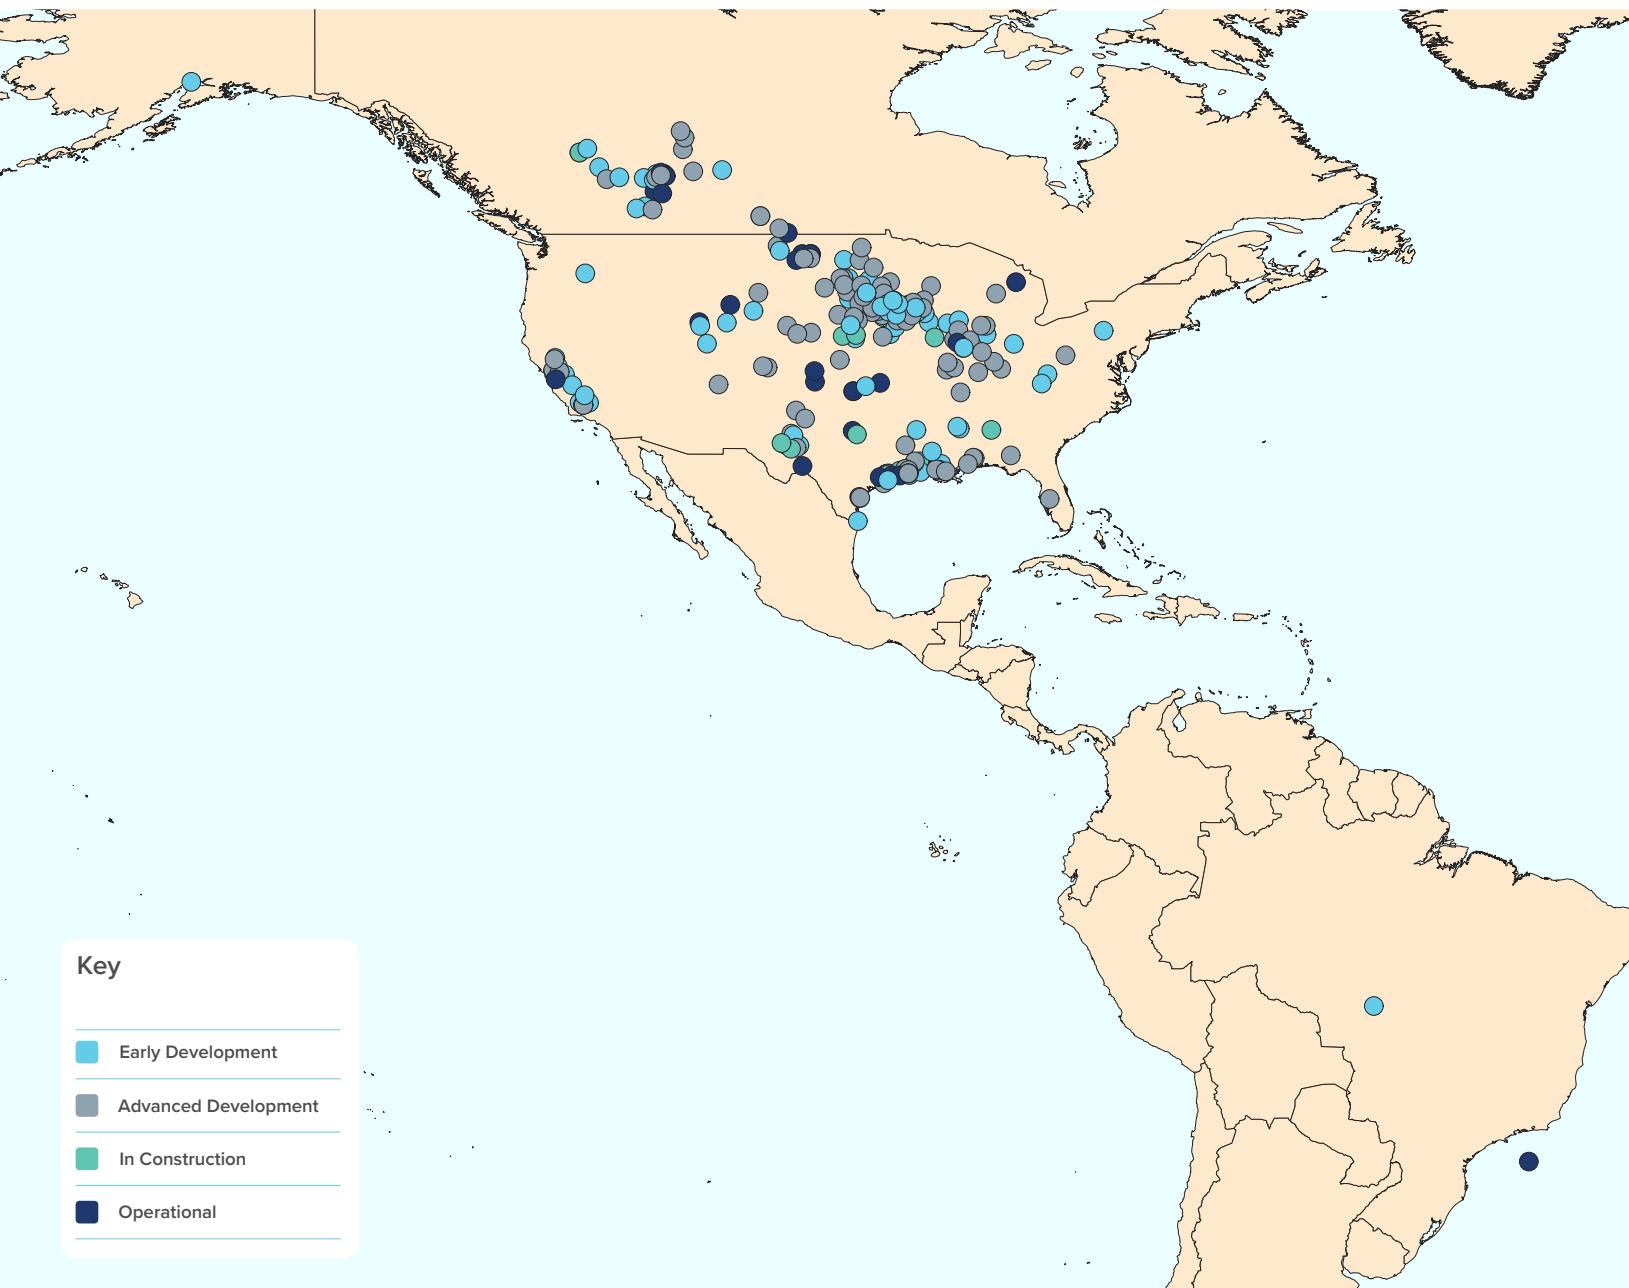 Key
Early Development
Advanced Development
In Construction
Operational